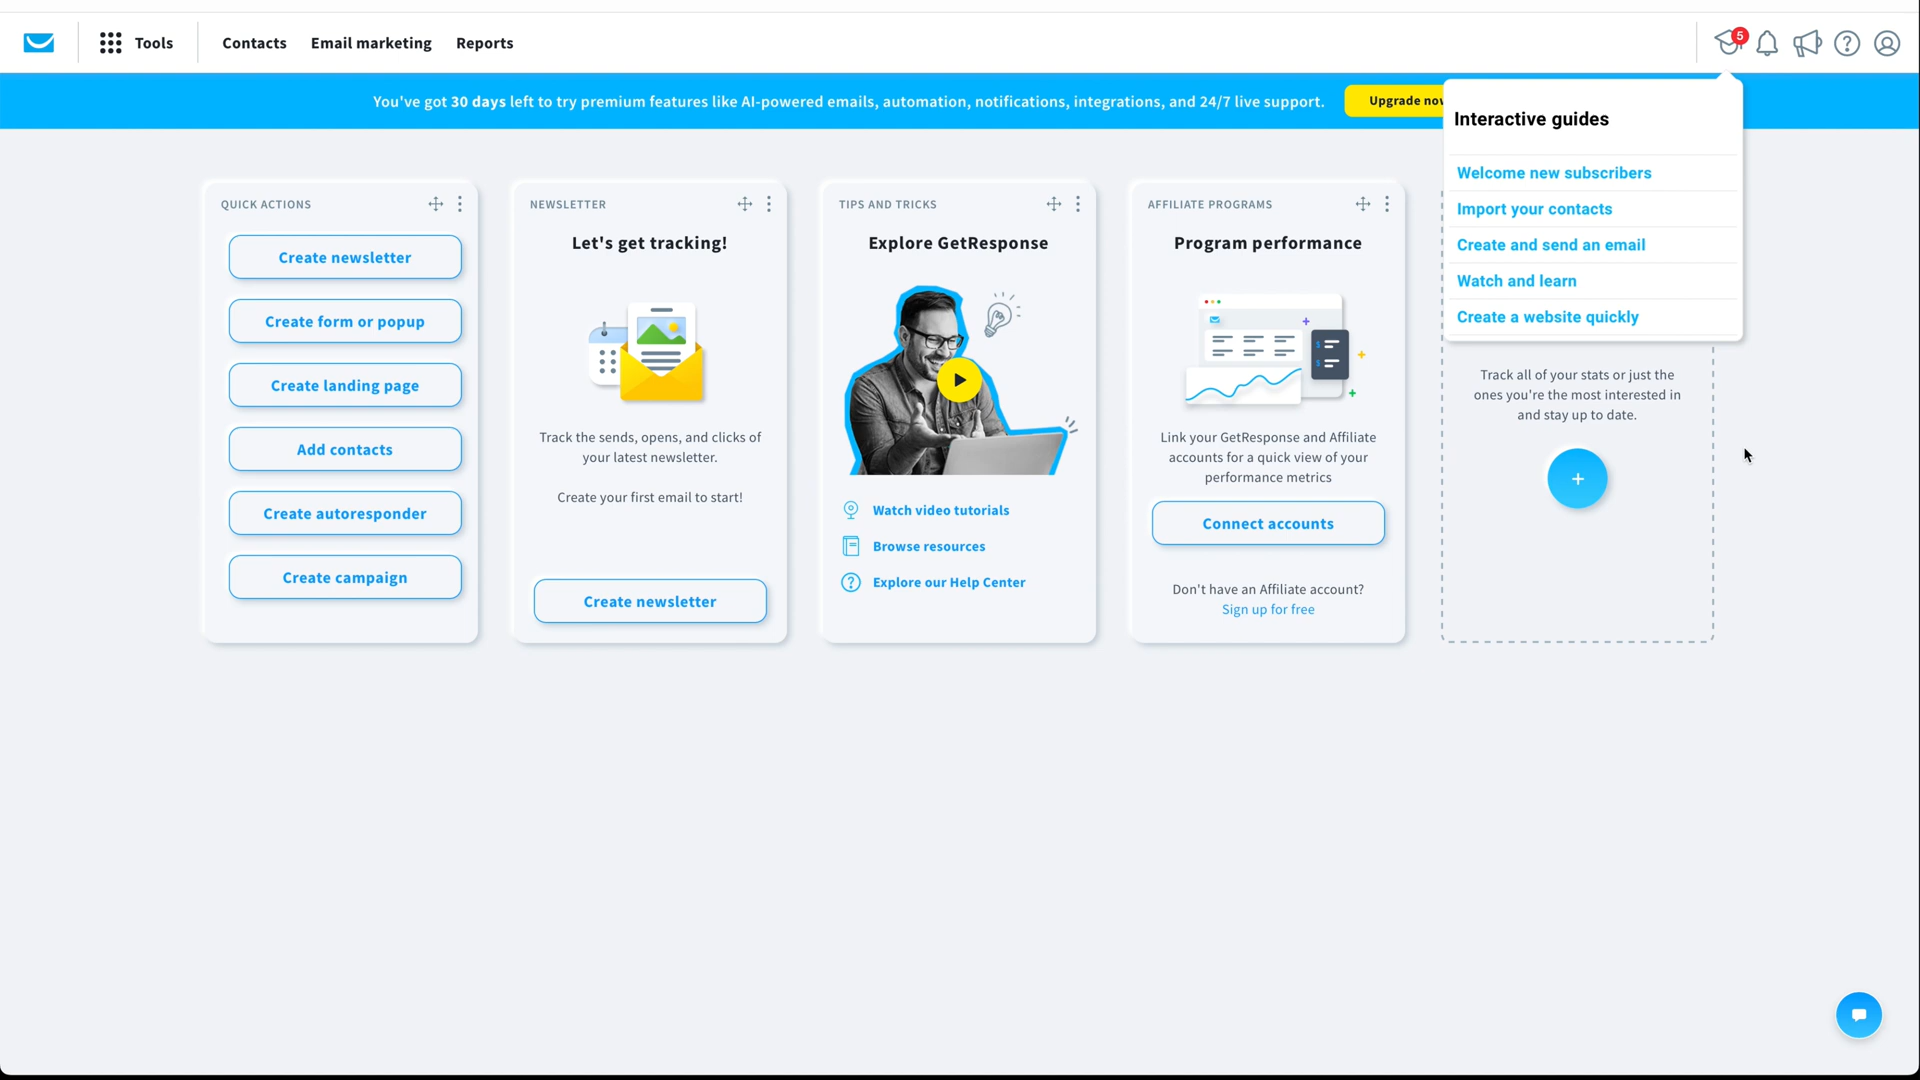 Tools
Contacts
Email marketing
Reports
5
You've got 30 days left to try premium features like AI-powered emails, automation, notifications, integrations, and 24/7 live support.
Upgrade now
Interactive guides
Welcome new subscribers
Import your contacts
Create and send an email
Watch and learn
Create a website quickly
QUICK ACTIONS
Create newsletter
Create form or popup
Create landing page
Add contacts
Create autoresponder
Create campaign
NEWSLETTER
Let's get tracking!
Track the sends, opens, and clicks of
your latest newsletter.
Create your first email to start!
Create newsletter
TIPS AND TRICKS
Explore GetResponse
Watch video tutorials
Browse resources
Explore our Help Center
AFFILIATE PROGRAMS
Program performance
Link your GetResponse and Affiliate
accounts for a quick view of your
performance metrics
Connect accounts
Don't have an Affiliate account?
Sign up for free
Track all of your stats or just the
ones you're the most interested in
and stay up to date.